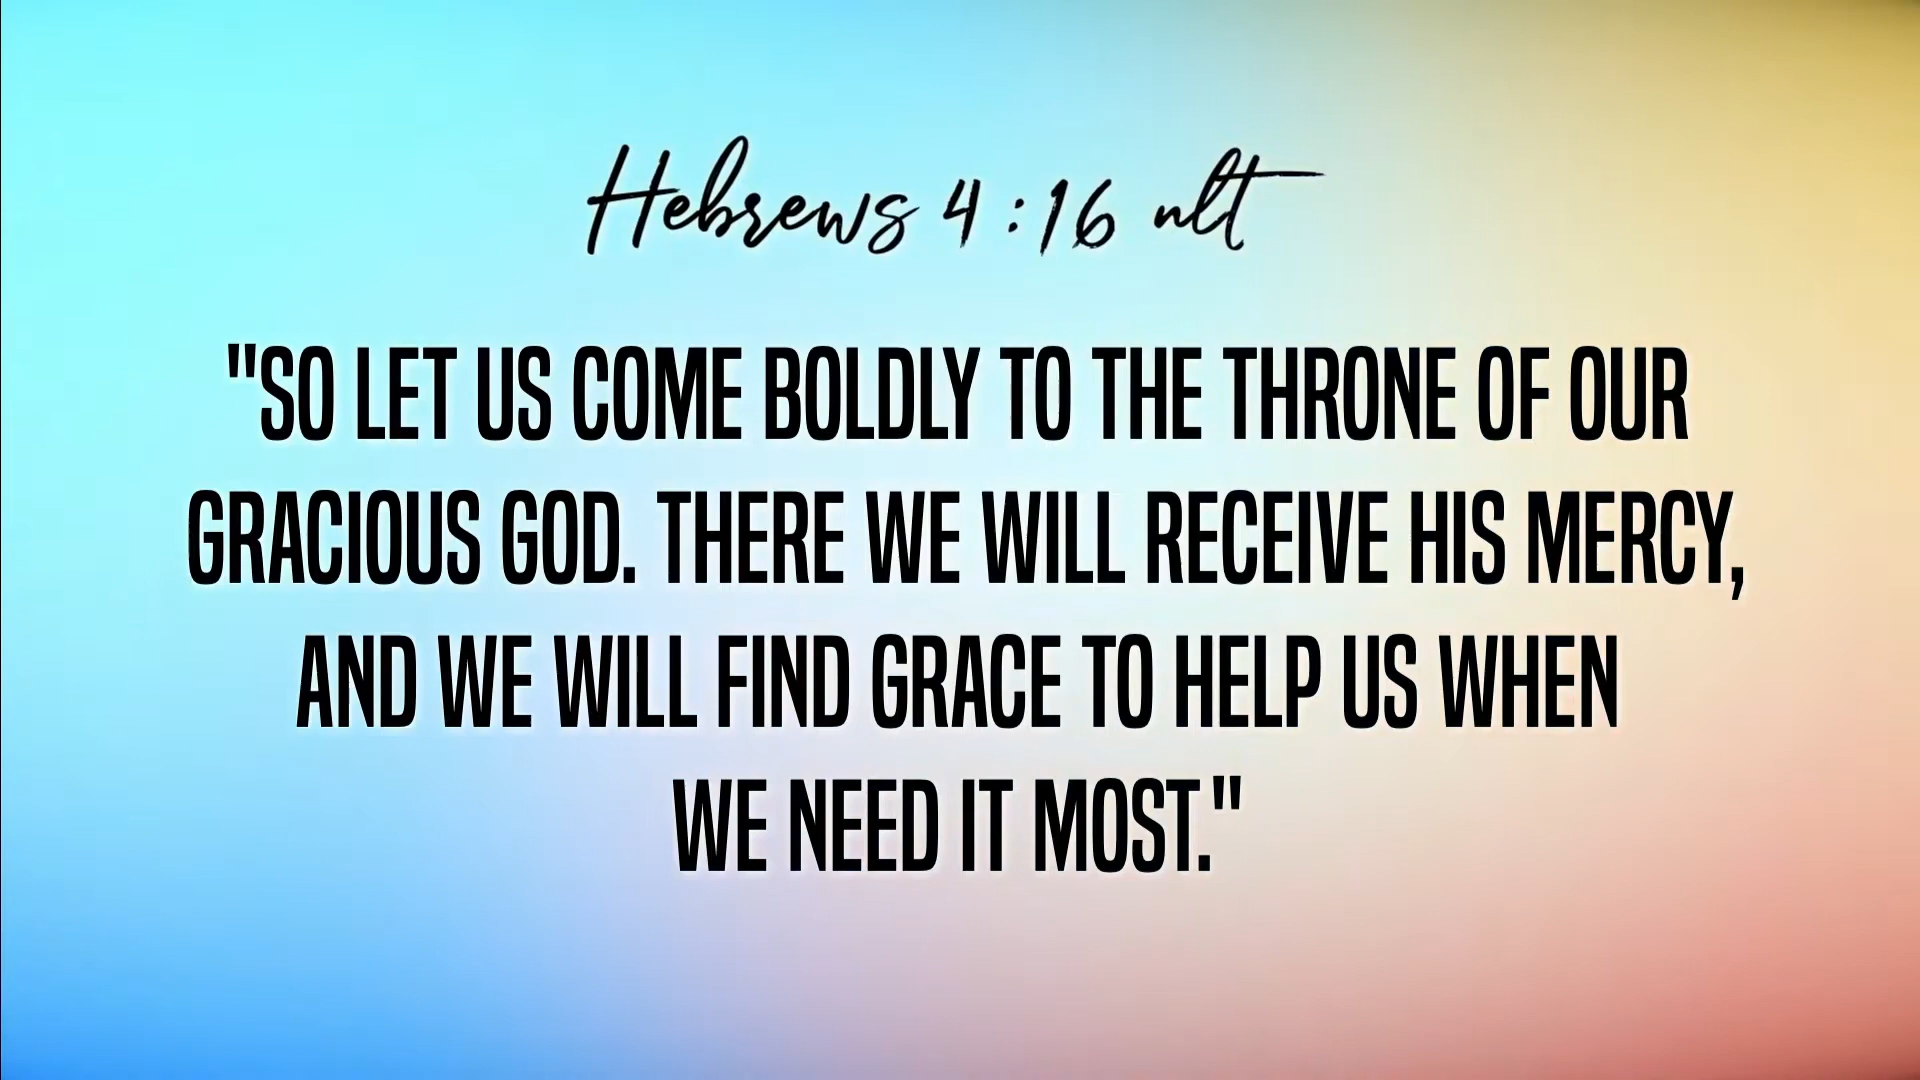 Hebrews 4:16 nlt
"SO LET US COME BOLDLY TO THE THRONE OF OUR
GRACIOUS GOD. THERE WE WILL RECEIVE HIS MERCY,
AND WE WILL FIND GRACE TO HELP US WHEN
WE NEED IT MOST."